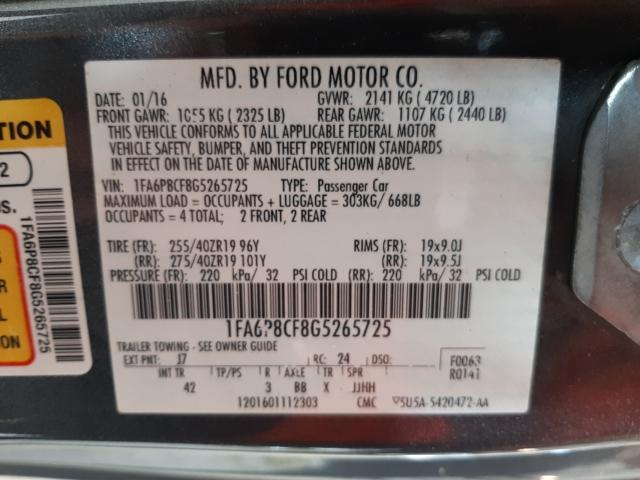 MFD. BY FORD MOTOR CO.
DATE: 01/16 GVWR: 2141 KG ( 4720 LB)
FRONT GAWR: 1055 KG ( 2325 LB) REAR GAWR: 1107 KG ( 2440 LB)
THIS VEHICLE CONFORMS TO ALL APPLICABLE FEDERAL MOTOR
VEHICLE SAFETY, BUMPER, AND THEFT PREVENTION STANDARDS
IN EFFECT ON THE DATE OF MANUFACTURE SHOWN ABOVE.
VIN: 1FA6P8CF8G5265725 TYPE: Passenger Car
MAXIMUM LOAD = OCCUPANTS + LUGGAGE = 303KG/ 668LB
OCCUPANTS = 4 TOTAL; 2 FRONT, 2 REAR
TIRE (FR): 255/40ZR19 96Y RIMS (FR): 19x9.0J
(RR): 275/40ZR19 101Y (RR): 19x9.5J
PRESSURE (FR): 220 kPa/ 32 PSI COLD (RR): 220 kPa/ 32 PSI COLD
1FA6P8CF8G5265725
TRAILER TOWING - SEE OWNER GUIDE
EXT PNT: J7 RC: 24 DSO: F0063
R0141
INT TR TP/PS R AXLE TR SPR
42 3 BB X JJHH
1201601112303 CMC 5U5A-5420472-AA
TION
2
NS.
1FA6P8CF8G5265725
S
R
L
ON